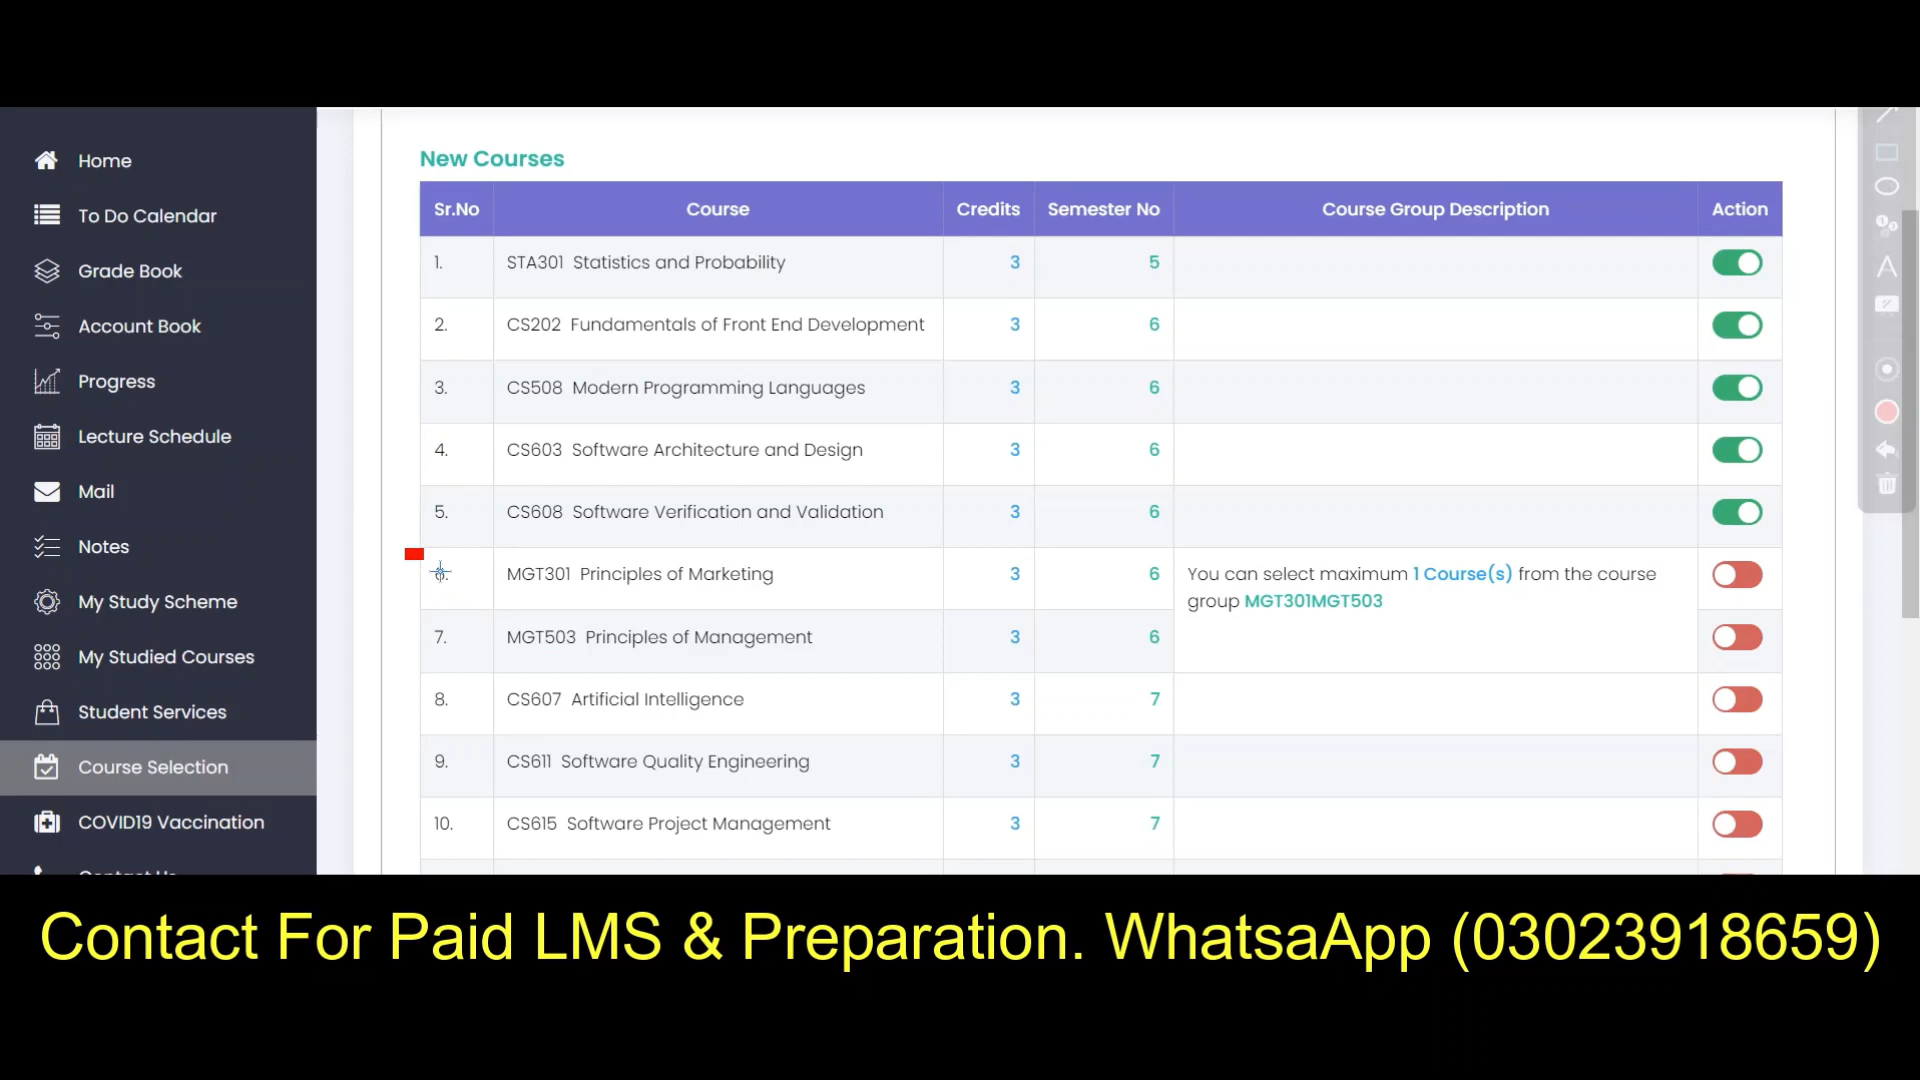 Home
To Do Calendar
Grade Book
Account Book
Progress
Lecture Schedule
Mail
Notes
My Study Scheme
My Studied Courses
Student Services
Course Selection
COVID19 Vaccination
New Courses
Sr.No Course Credits Semester No Course Group Description Action
1. STA301 Statistics and Probability 3 5
2. CS202 Fundamentals of Front End Development 3 6
3. CS508 Modern Programming Languages 3 6
4. CS603 Software Architecture and Design 3 6
5. CS608 Software Verification and Validation 3 6
MGT301 Principles of Marketing 3 6 You can select maximum 1 Course(s) from the course
group MGT301MGT503
7. MGT503 Principles of Management 3 6
8. CS607 Artificial Intelligence 3 7
9. CS611 Software Quality Engineering 3 7
10. CS615 Software Project Management 3 7
Contact For Paid LMS & Preparation. WhatsaApp (03023918659)